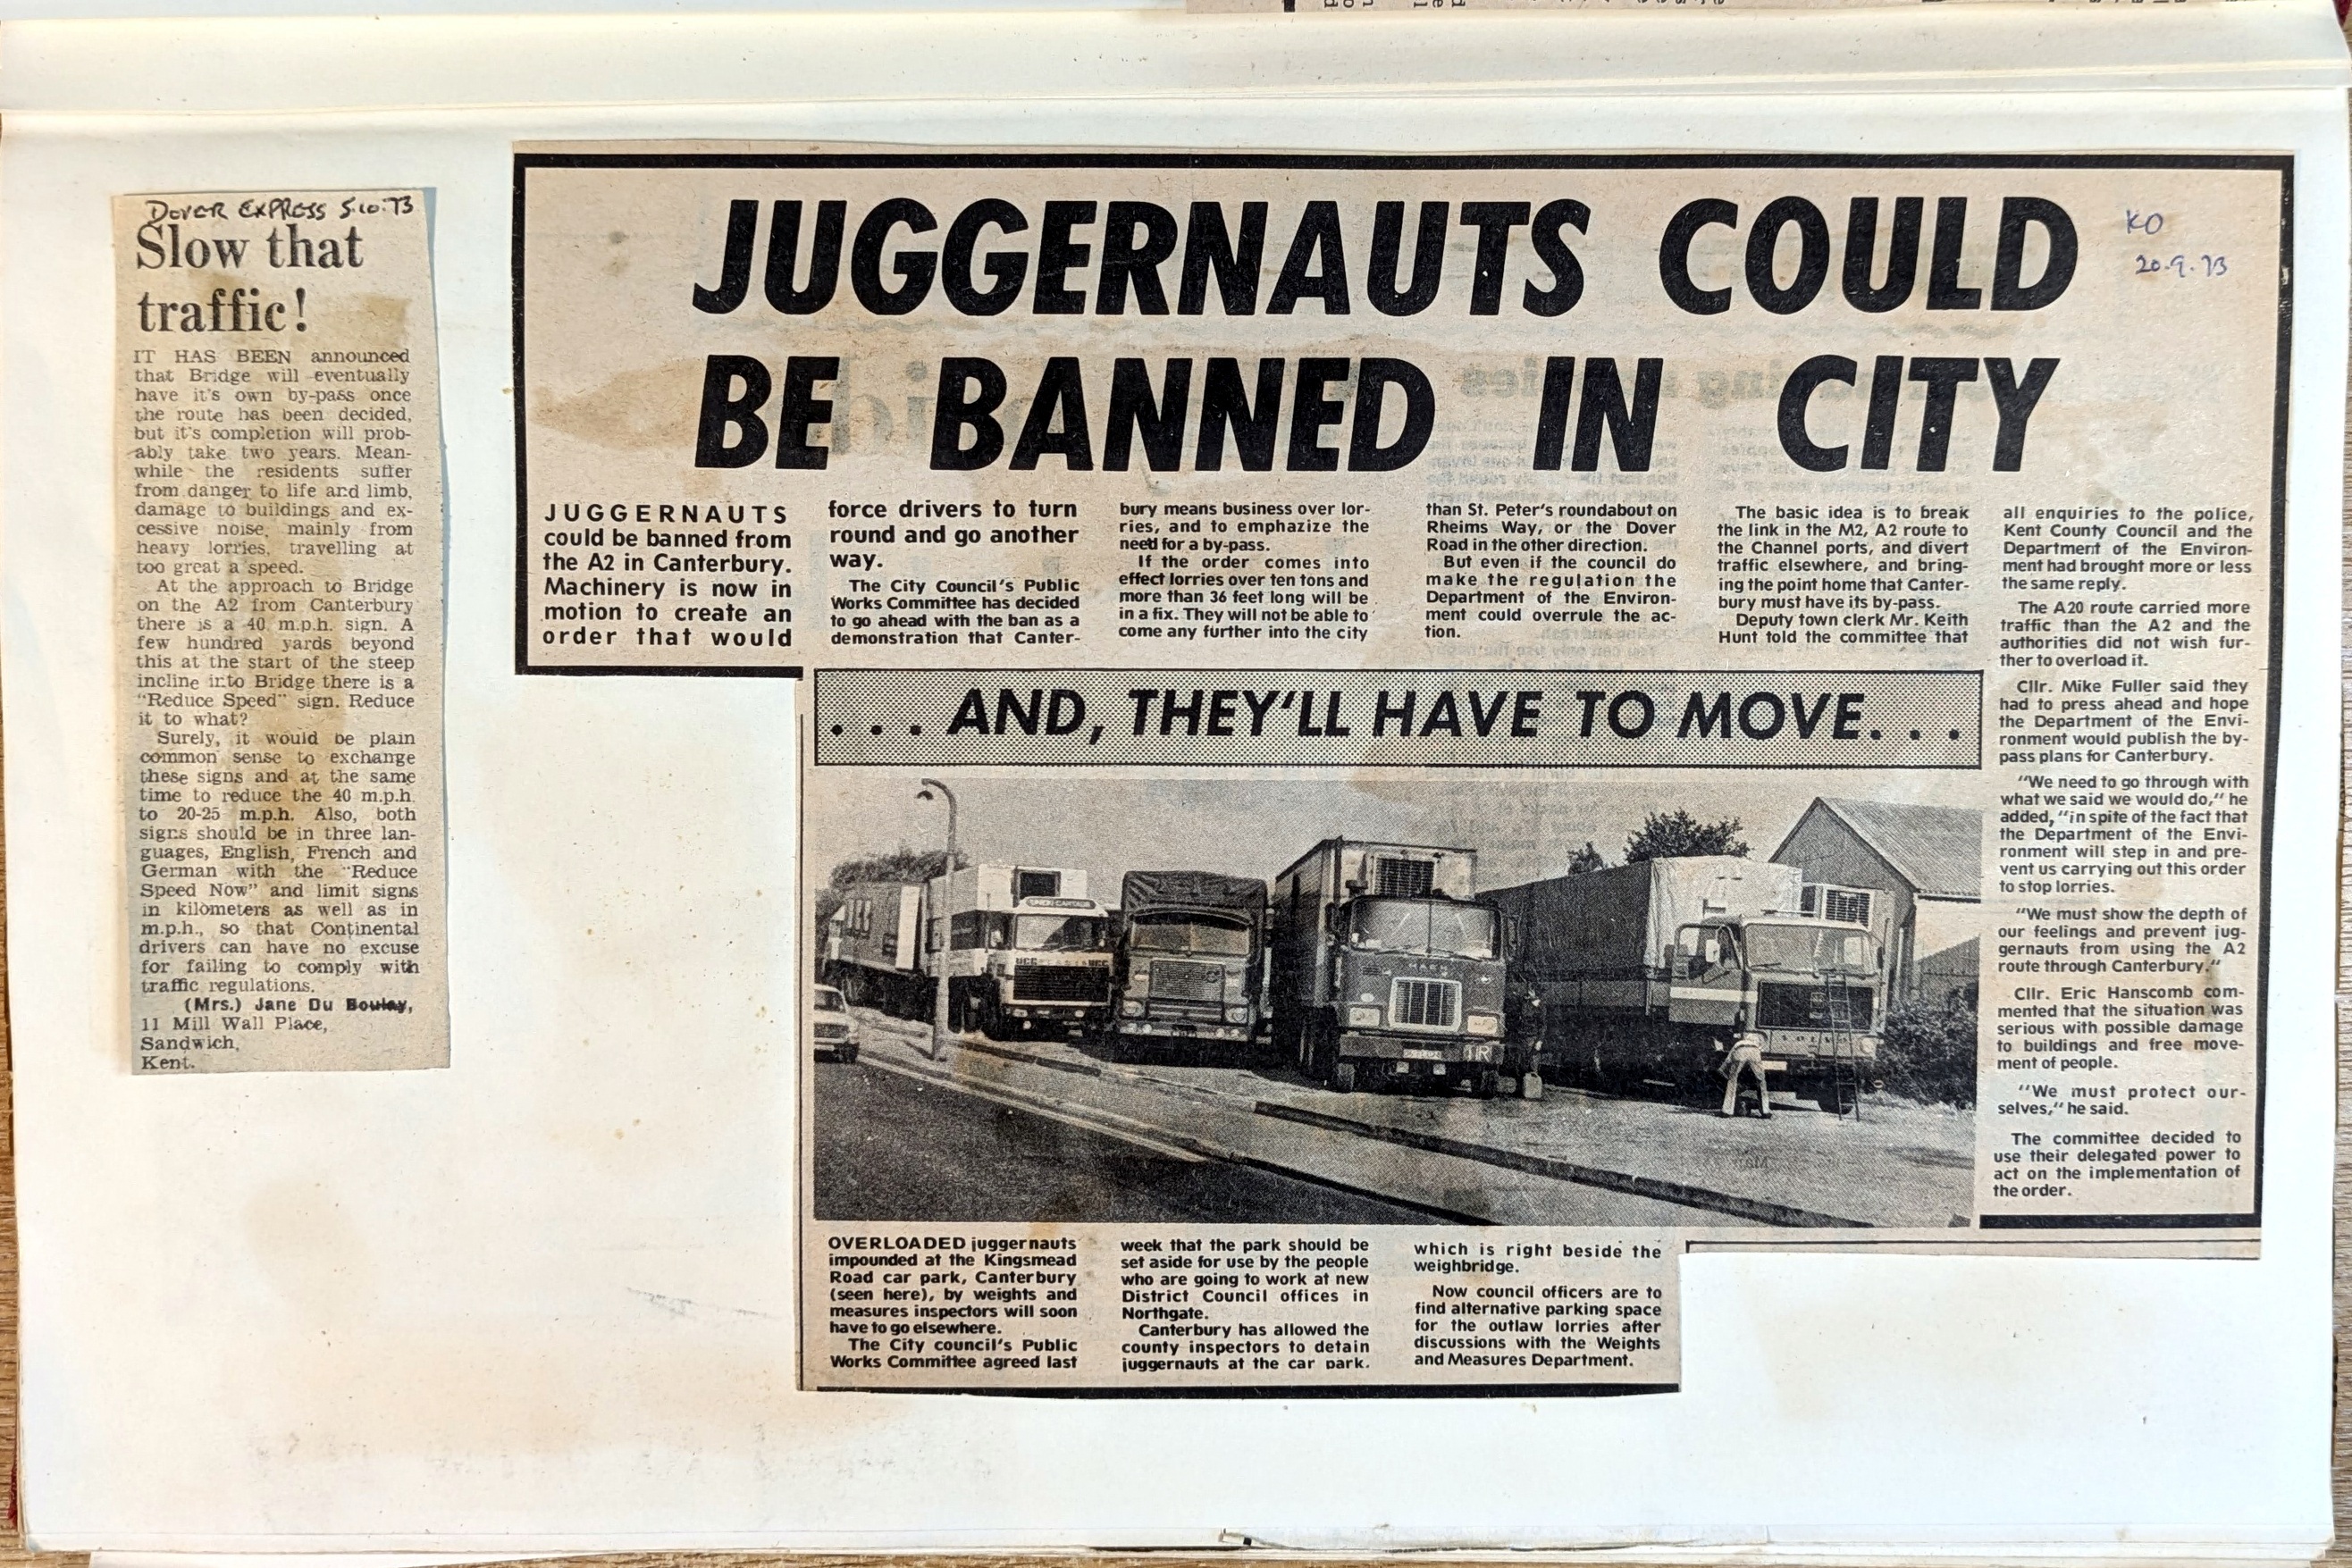 DOVER EXPRESS 5.10.73
Slow that
traffic!
IT HAS BEEN announced
that Bridge will eventually
have it's own by-pass once
the route has been decided,
but it's completion will prob-
ably take two years. Mean-
while the residents suffer
from danger to life and limb,
damage to buildings and ex-
cessive noise, mainly from
heavy lorries, travelling at
too great a speed.
At the approach to Bridge
on the A2 from Canterbury
there is a 40 m.p.h. sign. A
few hundred yards beyond
this at the start of the steep
incline into Bridge there is a
"Reduce Speed" sign. Reduce
it to what?
Surely, it would be plain
common sense to exchange
these signs and at the same
time to reduce the 40 m.p.h.
to 20-25 m.p.h. Also, both
signs should be in three lan-
guages, English, French and
German with the "Reduce
Speed Now" and limit signs
in kilometers as well as in
m.p.h., so that Continental
drivers can have no excuse
for failing to comply with
traffic regulations.
(Mrs.) Jane Du Boulay,
11 Mill Wall Place,
Sandwich,
Kent.
JUGGERNAUTS COULD
BE BANNED IN CITY
KO
20.9.73
JUGGERNAUTS
could be banned from
the A2 in Canterbury.
Machinery is now in
motion to create an
order that would
force drivers to turn
round and go another
way.
The City Council's Public
Works Committee has decided
to go ahead with the ban as a
demonstration that Canter-
bury means business over lor-
ries, and to emphazize the
need for a by-pass.
If the order comes into
effect lorries over ten tons and
more than 36 feet long will be
in a fix. They will not be able to
come any further into the city
than St. Peter's roundabout on
Rheims Way, or the Dover
Road in the other direction.
But even if the council do
make the regulation the
Department of the Environ-
ment could overrule the ac-
tion.
The basic idea is to break
the link in the M2, A2 route to
the Channel ports, and divert
traffic elsewhere, and bring-
ing the point home that Canter-
bury must have its by-pass.
Deputy town clerk Mr. Keith
Hunt told the committee that
all enquiries to the police,
Kent County Council and the
Department of the Environ-
ment had brought more or less
the same reply.
The A20 route carried more
traffic than the A2 and the
authorities did not wish fur-
ther to overload it.
Cllr. Mike Fuller said they
had to press ahead and hope
the Department of the Envi-
ronment would publish the by-
pass plans for Canterbury.
"We need to go through with
what we said we would do," he
added, "in spite of the fact that
the Department of the Envi-
ronment will step in and pre-
vent us carrying out this order
to stop lorries.
"We must show the depth of
our feelings and prevent jug-
gernauts from using the A2
route through Canterbury."
Cllr. Eric Hanscomb com-
mented that the situation was
serious with possible damage
to buildings and free move-
ment of people.
"We must protect our-
selves," he said.
The committee decided to
use their delegated power to
act on the implementation of
the order.
. . . AND, THEY'LL HAVE TO MOVE. . .
UCC
UCC
MACK
VOLVO
OVERLOADED juggernauts
impounded at the Kingsmead
Road car park, Canterbury
(seen here), by weights and
measures inspectors will soon
have to go elsewhere.
The City council's Public
Works Committee agreed last
week that the park should be
set aside for use by the people
who are going to work at new
District Council offices in
Northgate.
Canterbury has allowed the
county inspectors to detain
juggernauts at the car park.
which is right beside the
weighbridge.
Now council officers are to
find alternative parking space
for the outlaw lorries after
discussions with the Weights
and Measures Department.